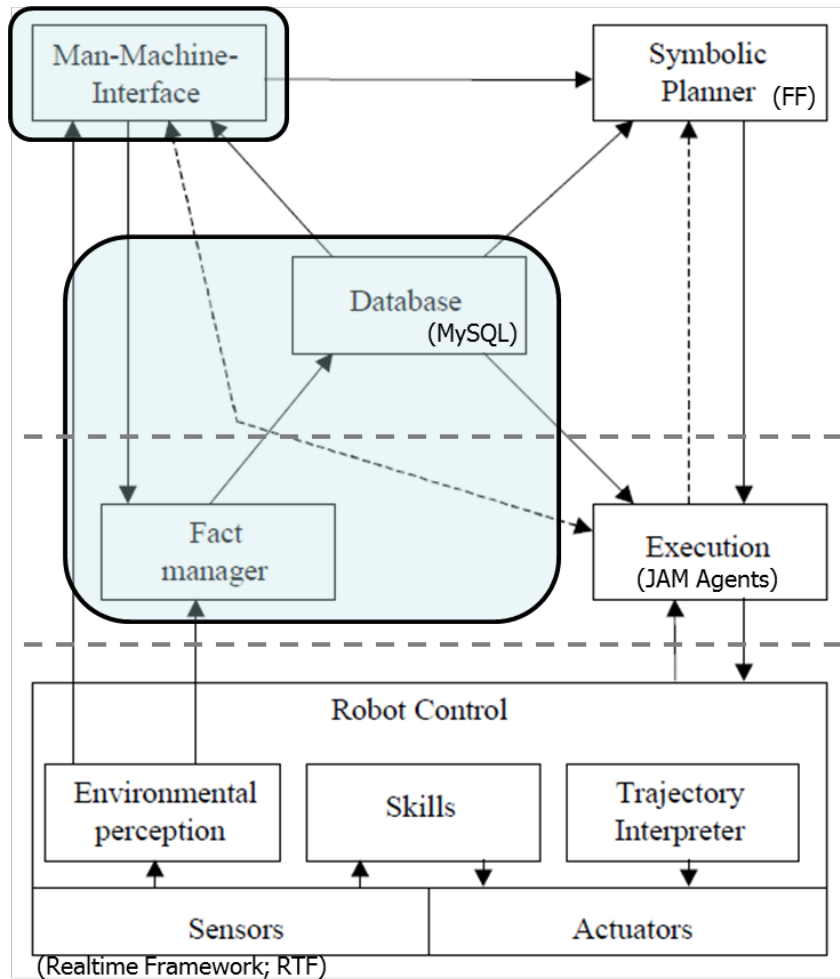 Man-Machine-
Interface
Symbolic
Planner
(FF)
Database
(MySQL)
Fact
manager
Execution
(JAM Agents)
Robot Control
Environmental
perception
Skills
Trajectory
Interpreter
Sensors
Actuators
(Realtime Framework; RTF)